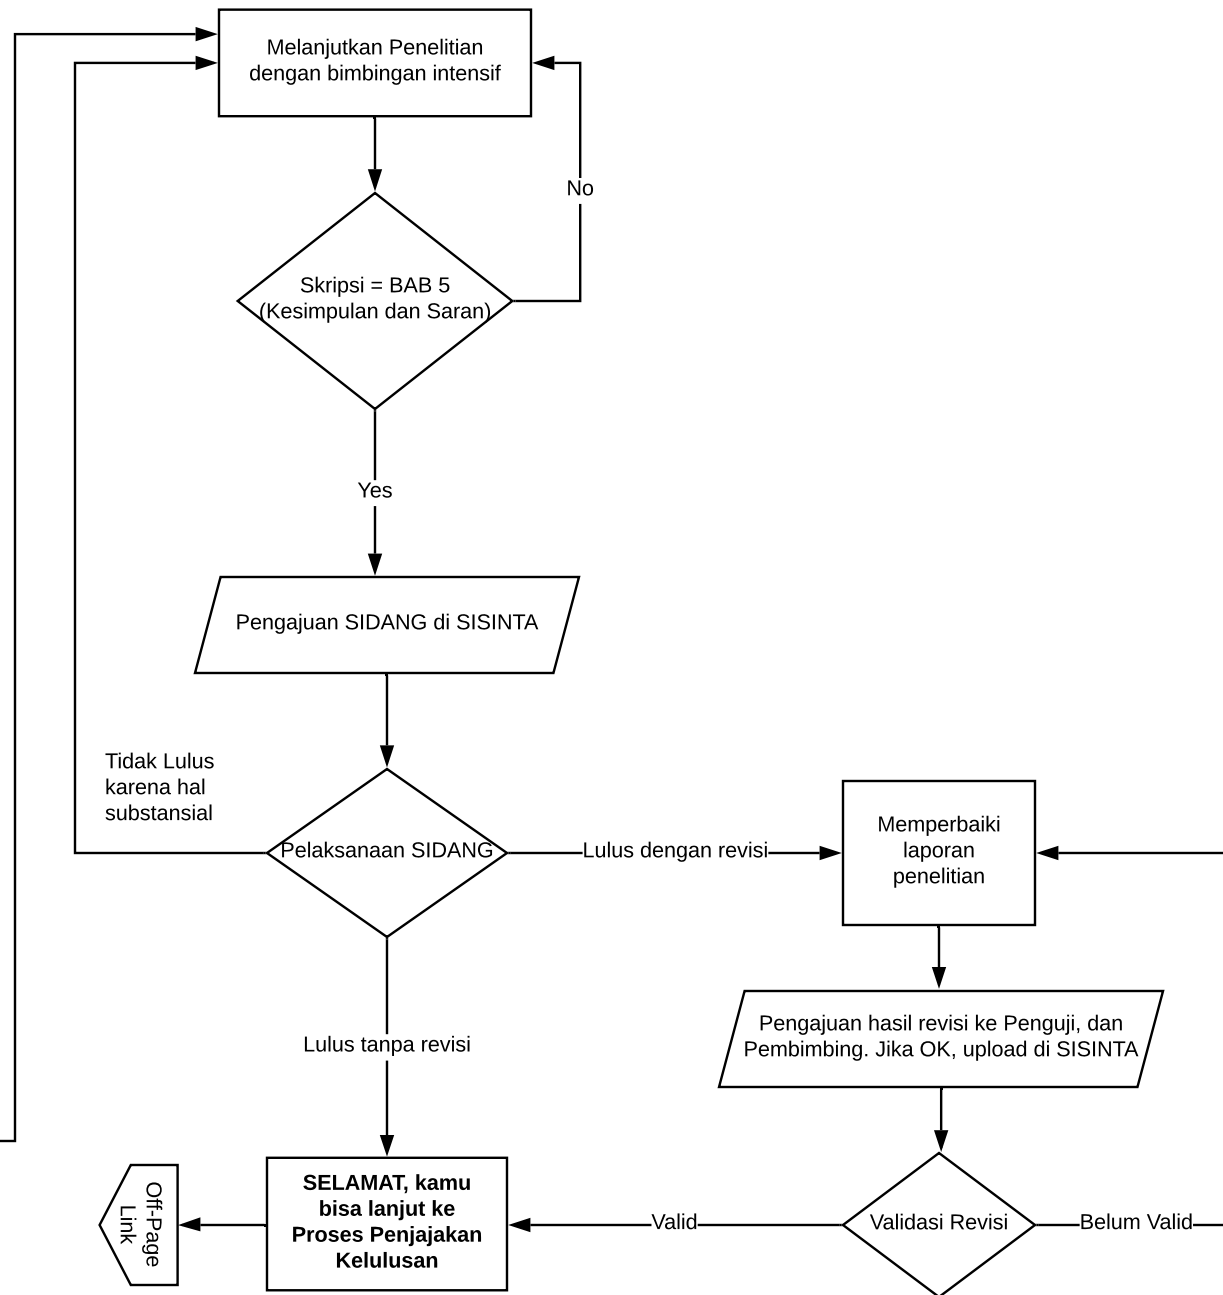 Melanjutkan Penelitian
dengan bimbingan intensif
No
Skripsi = BAB 5
(Kesimpulan dan Saran)
Yes
Pengajuan SIDANG di SISINTA
Tidak Lulus
karena hal
substansial
Pelaksanaan SIDANG
Lulus dengan revisi
Memperbaiki
laporan
penelitian
Pengajuan hasil revisi ke Penguji, dan
Pembimbing. Jika OK, upload di SISINTA
Lulus tanpa revisi
Off-Page
Link
SELAMAT, kamu
bisa lanjut ke
Proses Penjajakan
Kelulusan
Valid
Validasi Revisi
Belum Valid